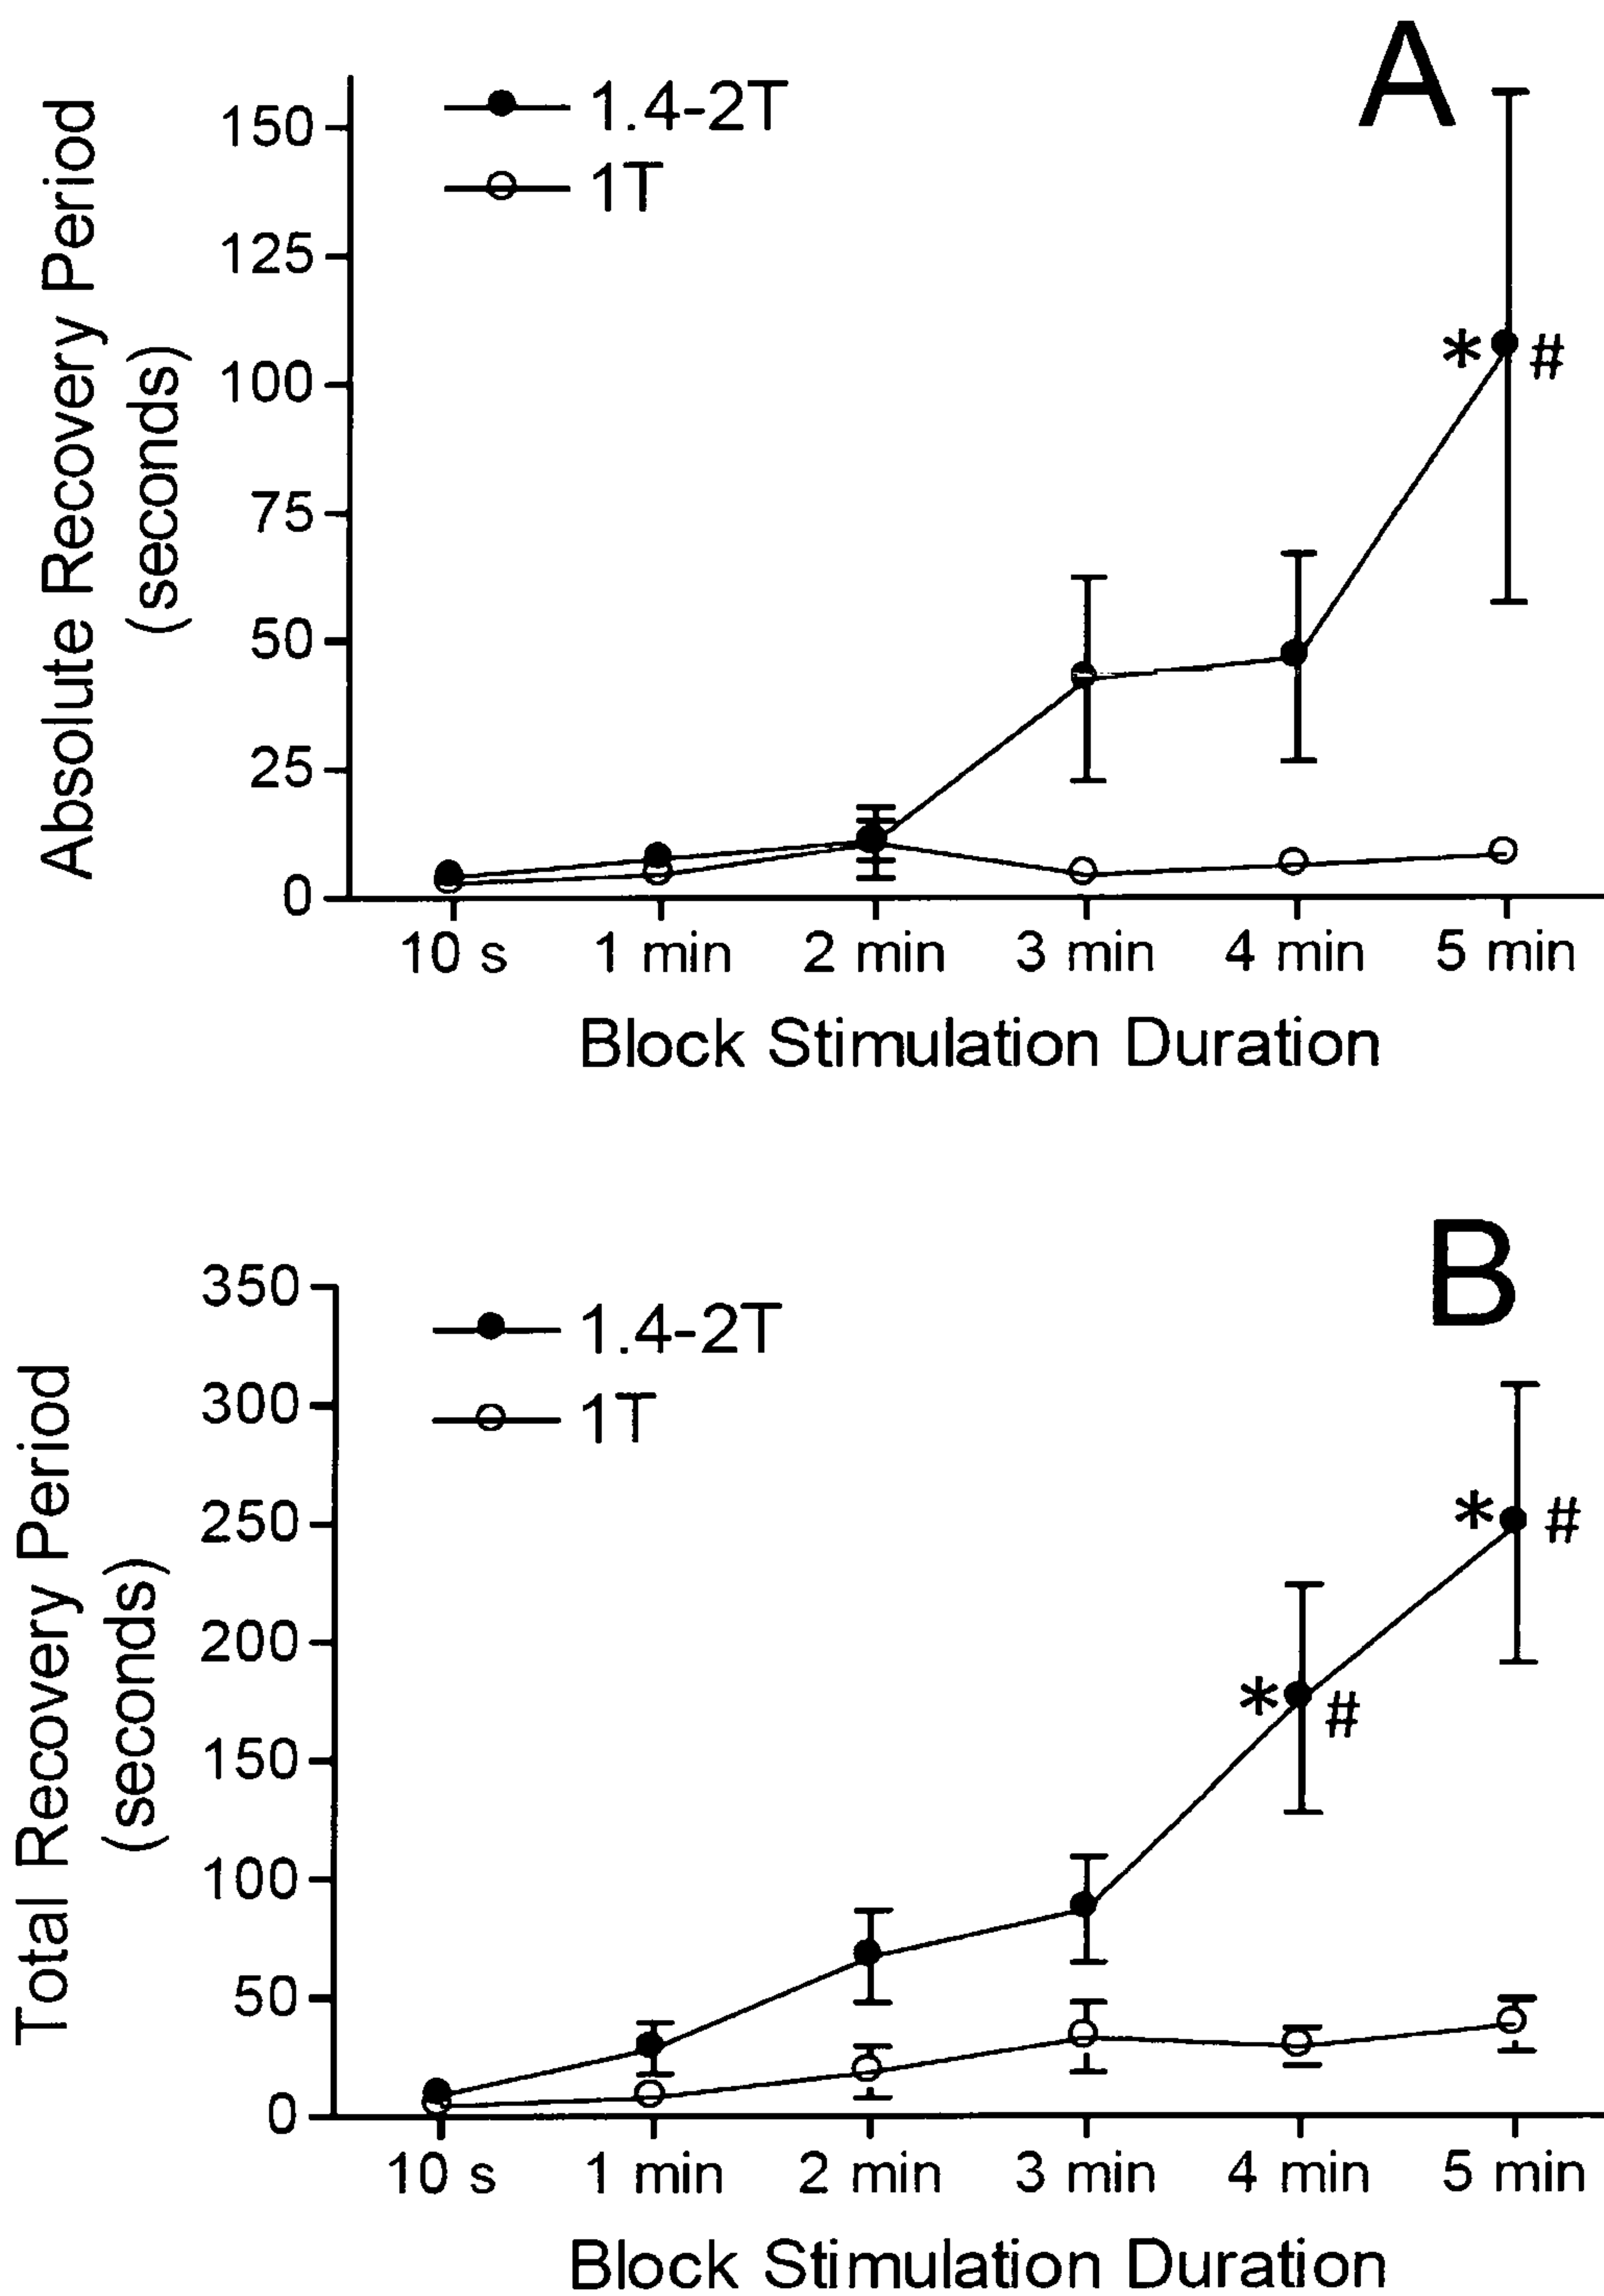 A
1.4-2T
1T
Absolute Recovery Period
(seconds)
150
125
100
75
50
25
0
* #
10 s 1 min 2 min 3 min 4 min 5 min
Block Stimulation Duration
B
1.4-2T
1T
Total Recovery Period
(seconds)
350
300
250
200
150
100
50
0
* #
* #
10 s 1 min 2 min 3 min 4 min 5 min
Block Stimulation Duration